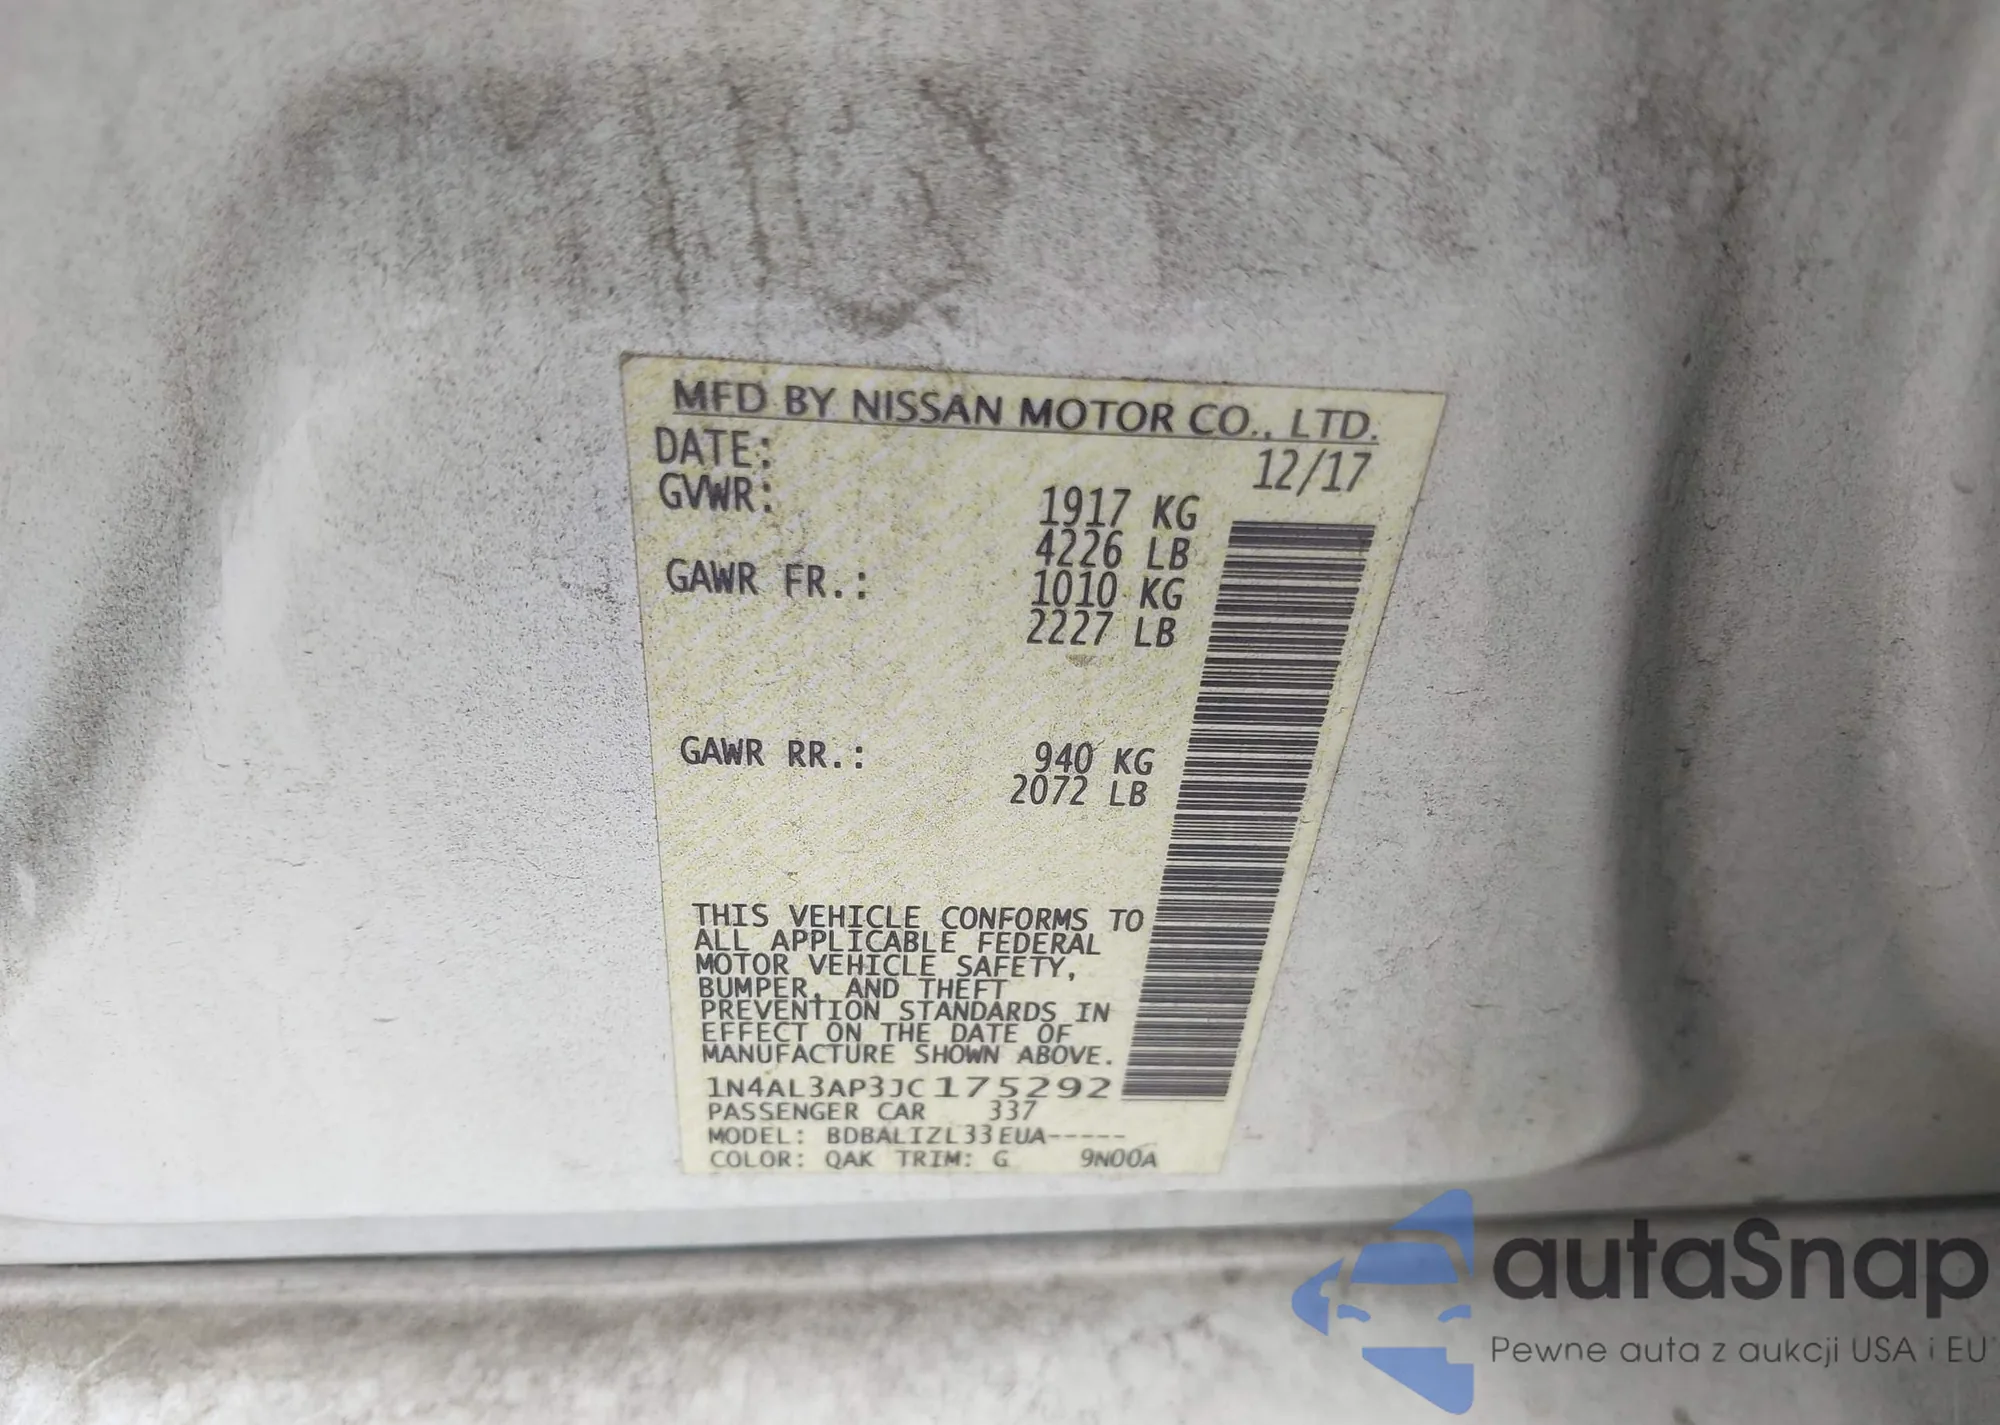 MFD BY NISSAN MOTOR CO., LTD.
DATE: 12/17
GVWR: 1917 KG
4226 LB
GAWR FR.: 1010 KG
2227 LB
GAWR RR.: 940 KG
2072 LB
THIS VEHICLE CONFORMS TO
ALL APPLICABLE FEDERAL
MOTOR VEHICLE SAFETY,
BUMPER, AND THEFT
PREVENTION STANDARDS IN
EFFECT ON THE DATE OF
MANUFACTURE SHOWN ABOVE.
1N4AL3AP3JC175292
PASSENGER CAR 337
MODEL: BDBALIZL33EUA-----
COLOR: QAK TRIM: G 9N00A
autaSnap
Pewne auta z aukcji USA i EU